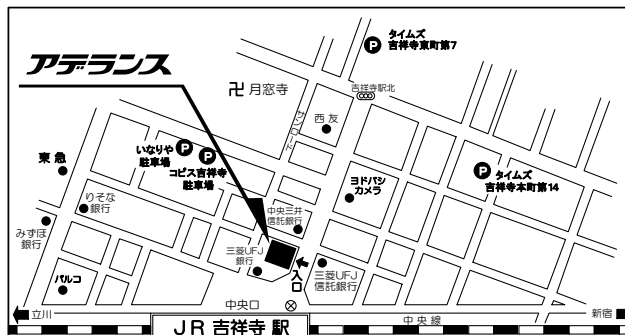 タイムズ
吉祥寺東町第7
P
アデランス
卍 月窓寺
吉祥寺駅北
サンロード
西友
いなりや
駐車場
P
P
コピス吉祥寺
駐車場
東急
P
タイムズ
吉祥寺本町第14
ヨドバシ
カメラ
りそな
銀行
みずほ
銀行
中央三井
信託銀行
三菱UFJ
銀行
入口
三菱UFJ
信託銀行
パルコ
中央口
立川
中央線
新宿
JR 吉祥寺駅